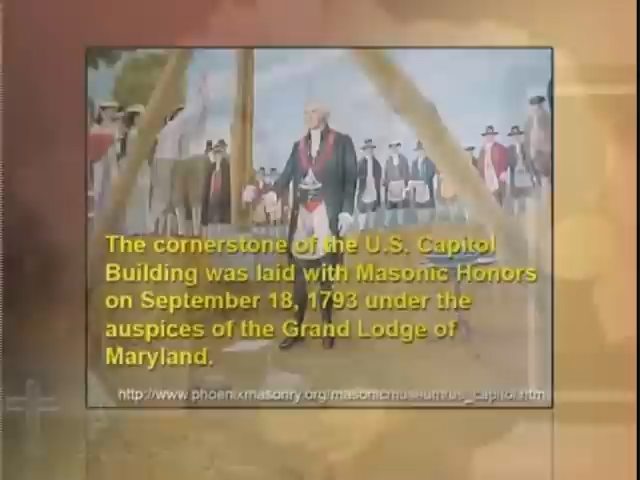 The cornerstone of the U.S. Capitol
Building was laid with Masonic Honors
on September 18, 1793 under the
auspices of the Grand Lodge of
Maryland.
http://www.phoenixmasonry.org/masonicmuseum/us_capitol.htm